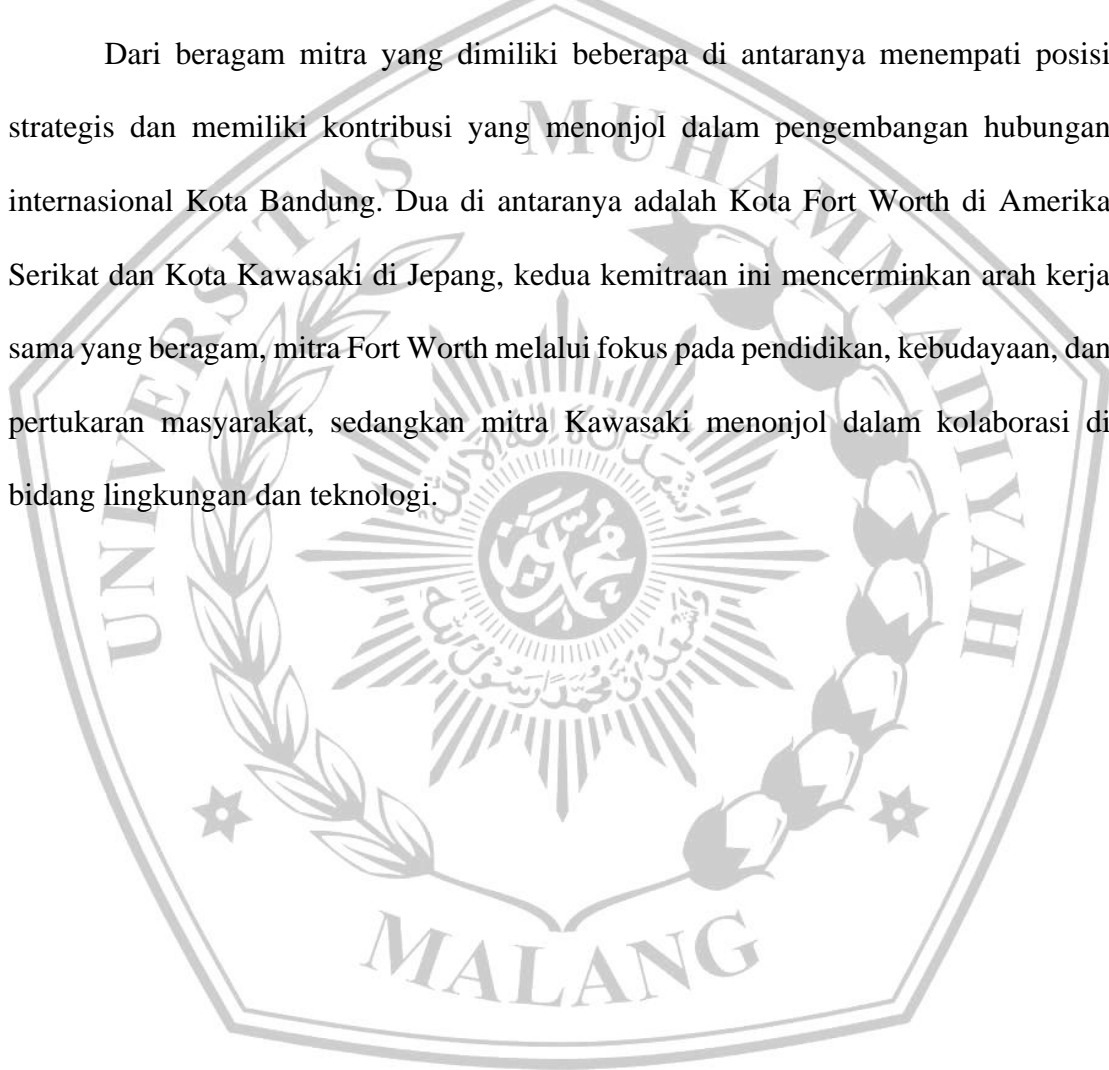 Dari beragam mitra yang dimiliki beberapa di antaranya menempati posisi
strategis dan memiliki kontribusi yang menonjol dalam pengembangan hubungan
internasional Kota Bandung. Dua di antaranya adalah Kota Fort Worth di Amerika
Serikat dan Kota Kawasaki di Jepang, kedua kemitraan ini mencerminkan arah kerja
sama yang beragam, mitra Fort Worth melalui fokus pada pendidikan, kebudayaan, dan
pertukaran masyarakat, sedangkan mitra Kawasaki menonjol dalam kolaborasi di
bidang lingkungan dan teknologi.
UNIVERSITAS MUHAMMADIYAH
MALANG